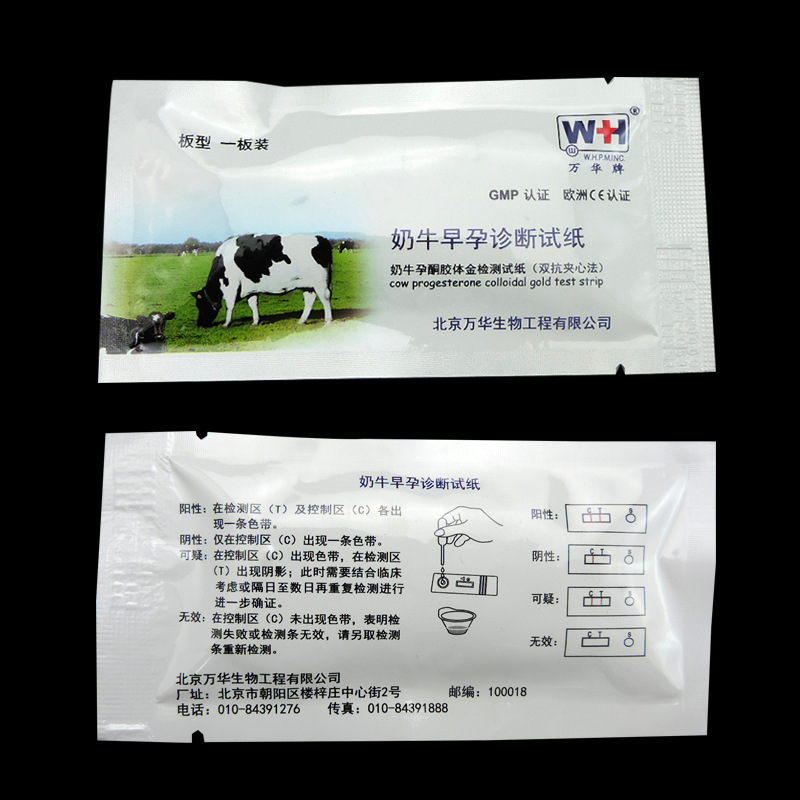 板型 一板装
W+H
®
山
W.H.P.M.INC.
万华牌
GMP 认证 欧洲CE认证
奶牛早孕诊断试纸
奶牛孕酮胶体金检测试纸（双抗夹心法）
cow progesterone colloidal gold test strip
北京万华生物工程有限公司
奶牛早孕诊断试纸
阳性：在检测区（T）及控制区（C）各出
现一条色带。
阴性：仅在控制区（C）出现一条色带。
可疑：在控制区（C）出现色带，在检测区
（T）出现阴影；此时需要结合临床
考虑或隔日至数日再重复检测进行
进一步确证。
无效：在控制区（C）未出现色带，表明检
测失败或检测条无效，请另取检测
条重新检测。
阳性： C T S
阴性： C T S
可疑： C T S
无效： C T S
北京万华生物工程有限公司
厂址：北京市朝阳区楼梓庄中心街2号 邮编：100018
电话：010-84391276 传真：010-84391888